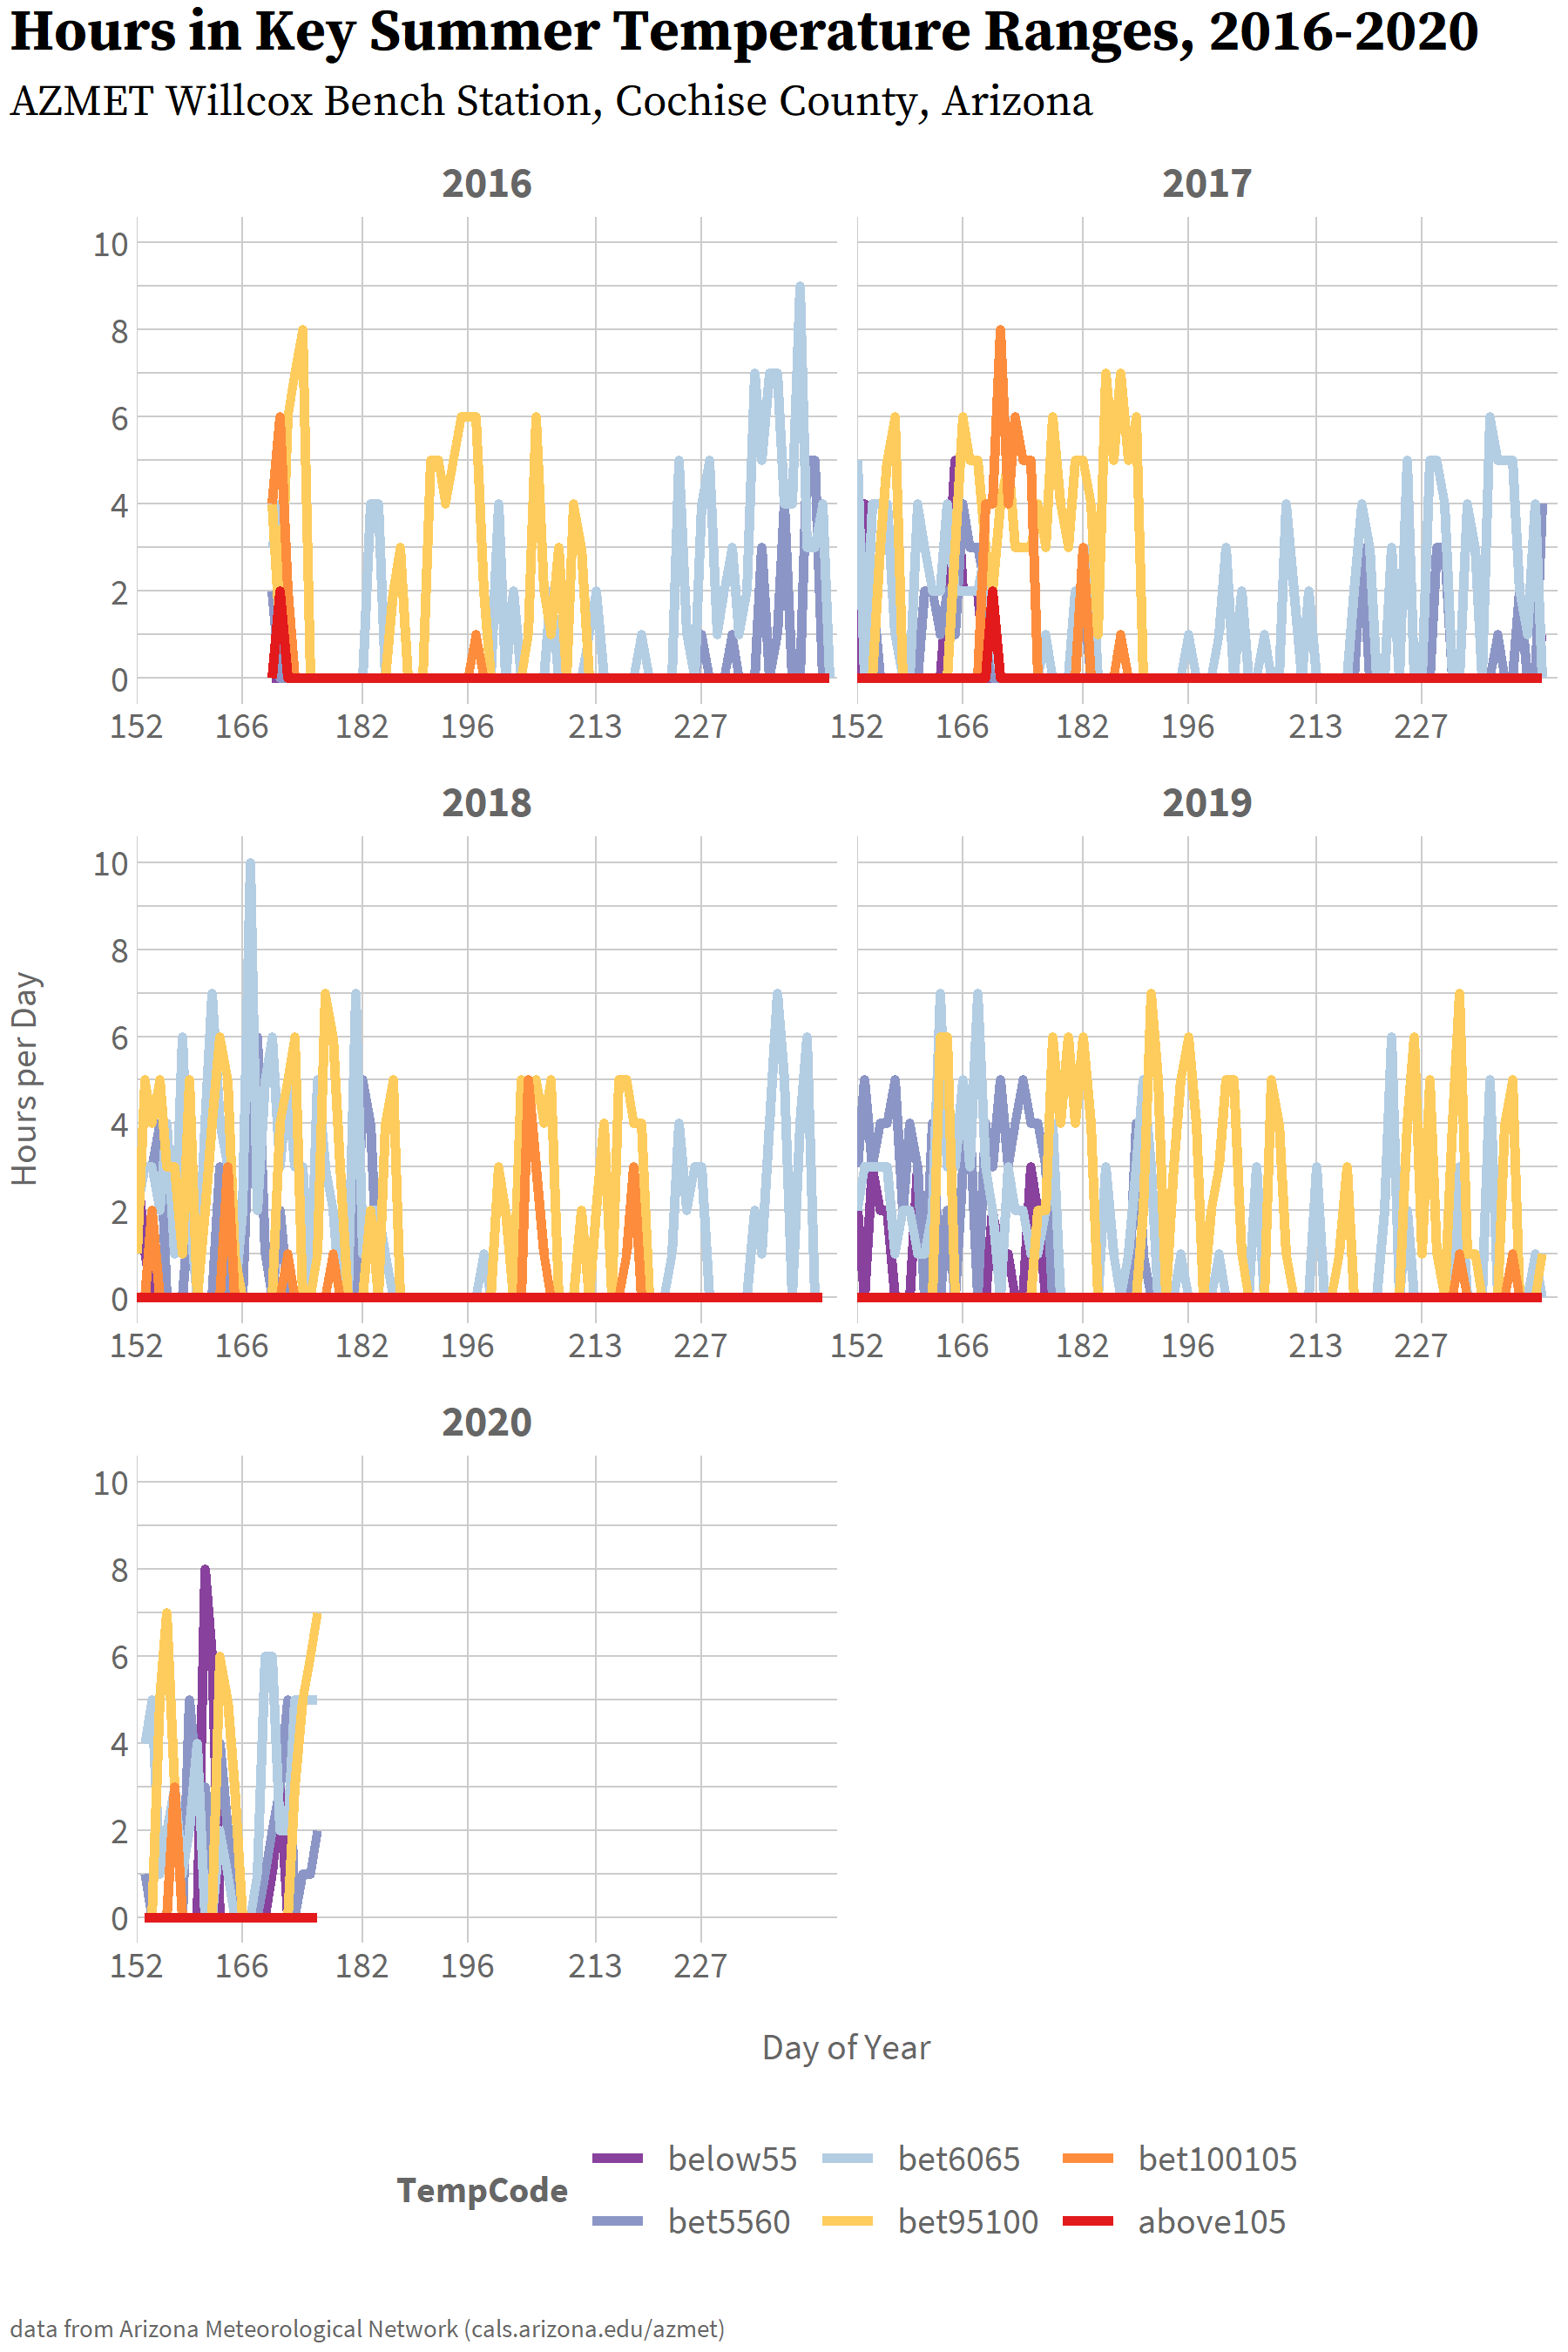 Hours in Key Summer Temperature Ranges, 2016-2020
AZMET Willcox Bench Station, Cochise County, Arizona
2016 2017
10
8
6
4
2
0
152 166 182 196 213 227 152 166 182 196 213 227
2018 2019
Hours per Day
10
8
6
4
2
0
152 166 182 196 213 227 152 166 182 196 213 227
2020
10
8
6
4
2
0
152 166 182 196 213 227
Day of Year
TempCode
below55 bet6065 bet100105
bet5560 bet95100 above105
data from Arizona Meteorological Network (cals.arizona.edu/azmet)